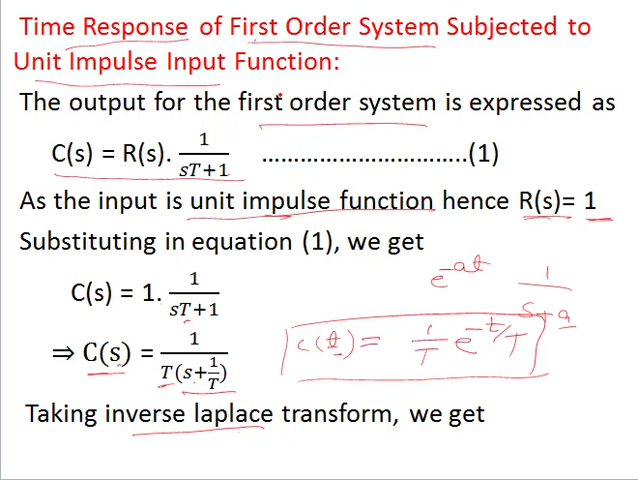 Time Response of First Order System Subjected to
Unit Impulse Input Function:
The output for the first order system is expressed as
C(s) = R(s). 1/(sT+1) ................................(1)
As the input is unit impulse function hence R(s)= 1
Substituting in equation (1), we get
C(s) = 1. 1/(sT+1)
e^-at 1/(s+a)
⇒ C(s) = 1/(T(s+1/T))
c(t) = 1/T e^-t/T
Taking inverse laplace transform, we get